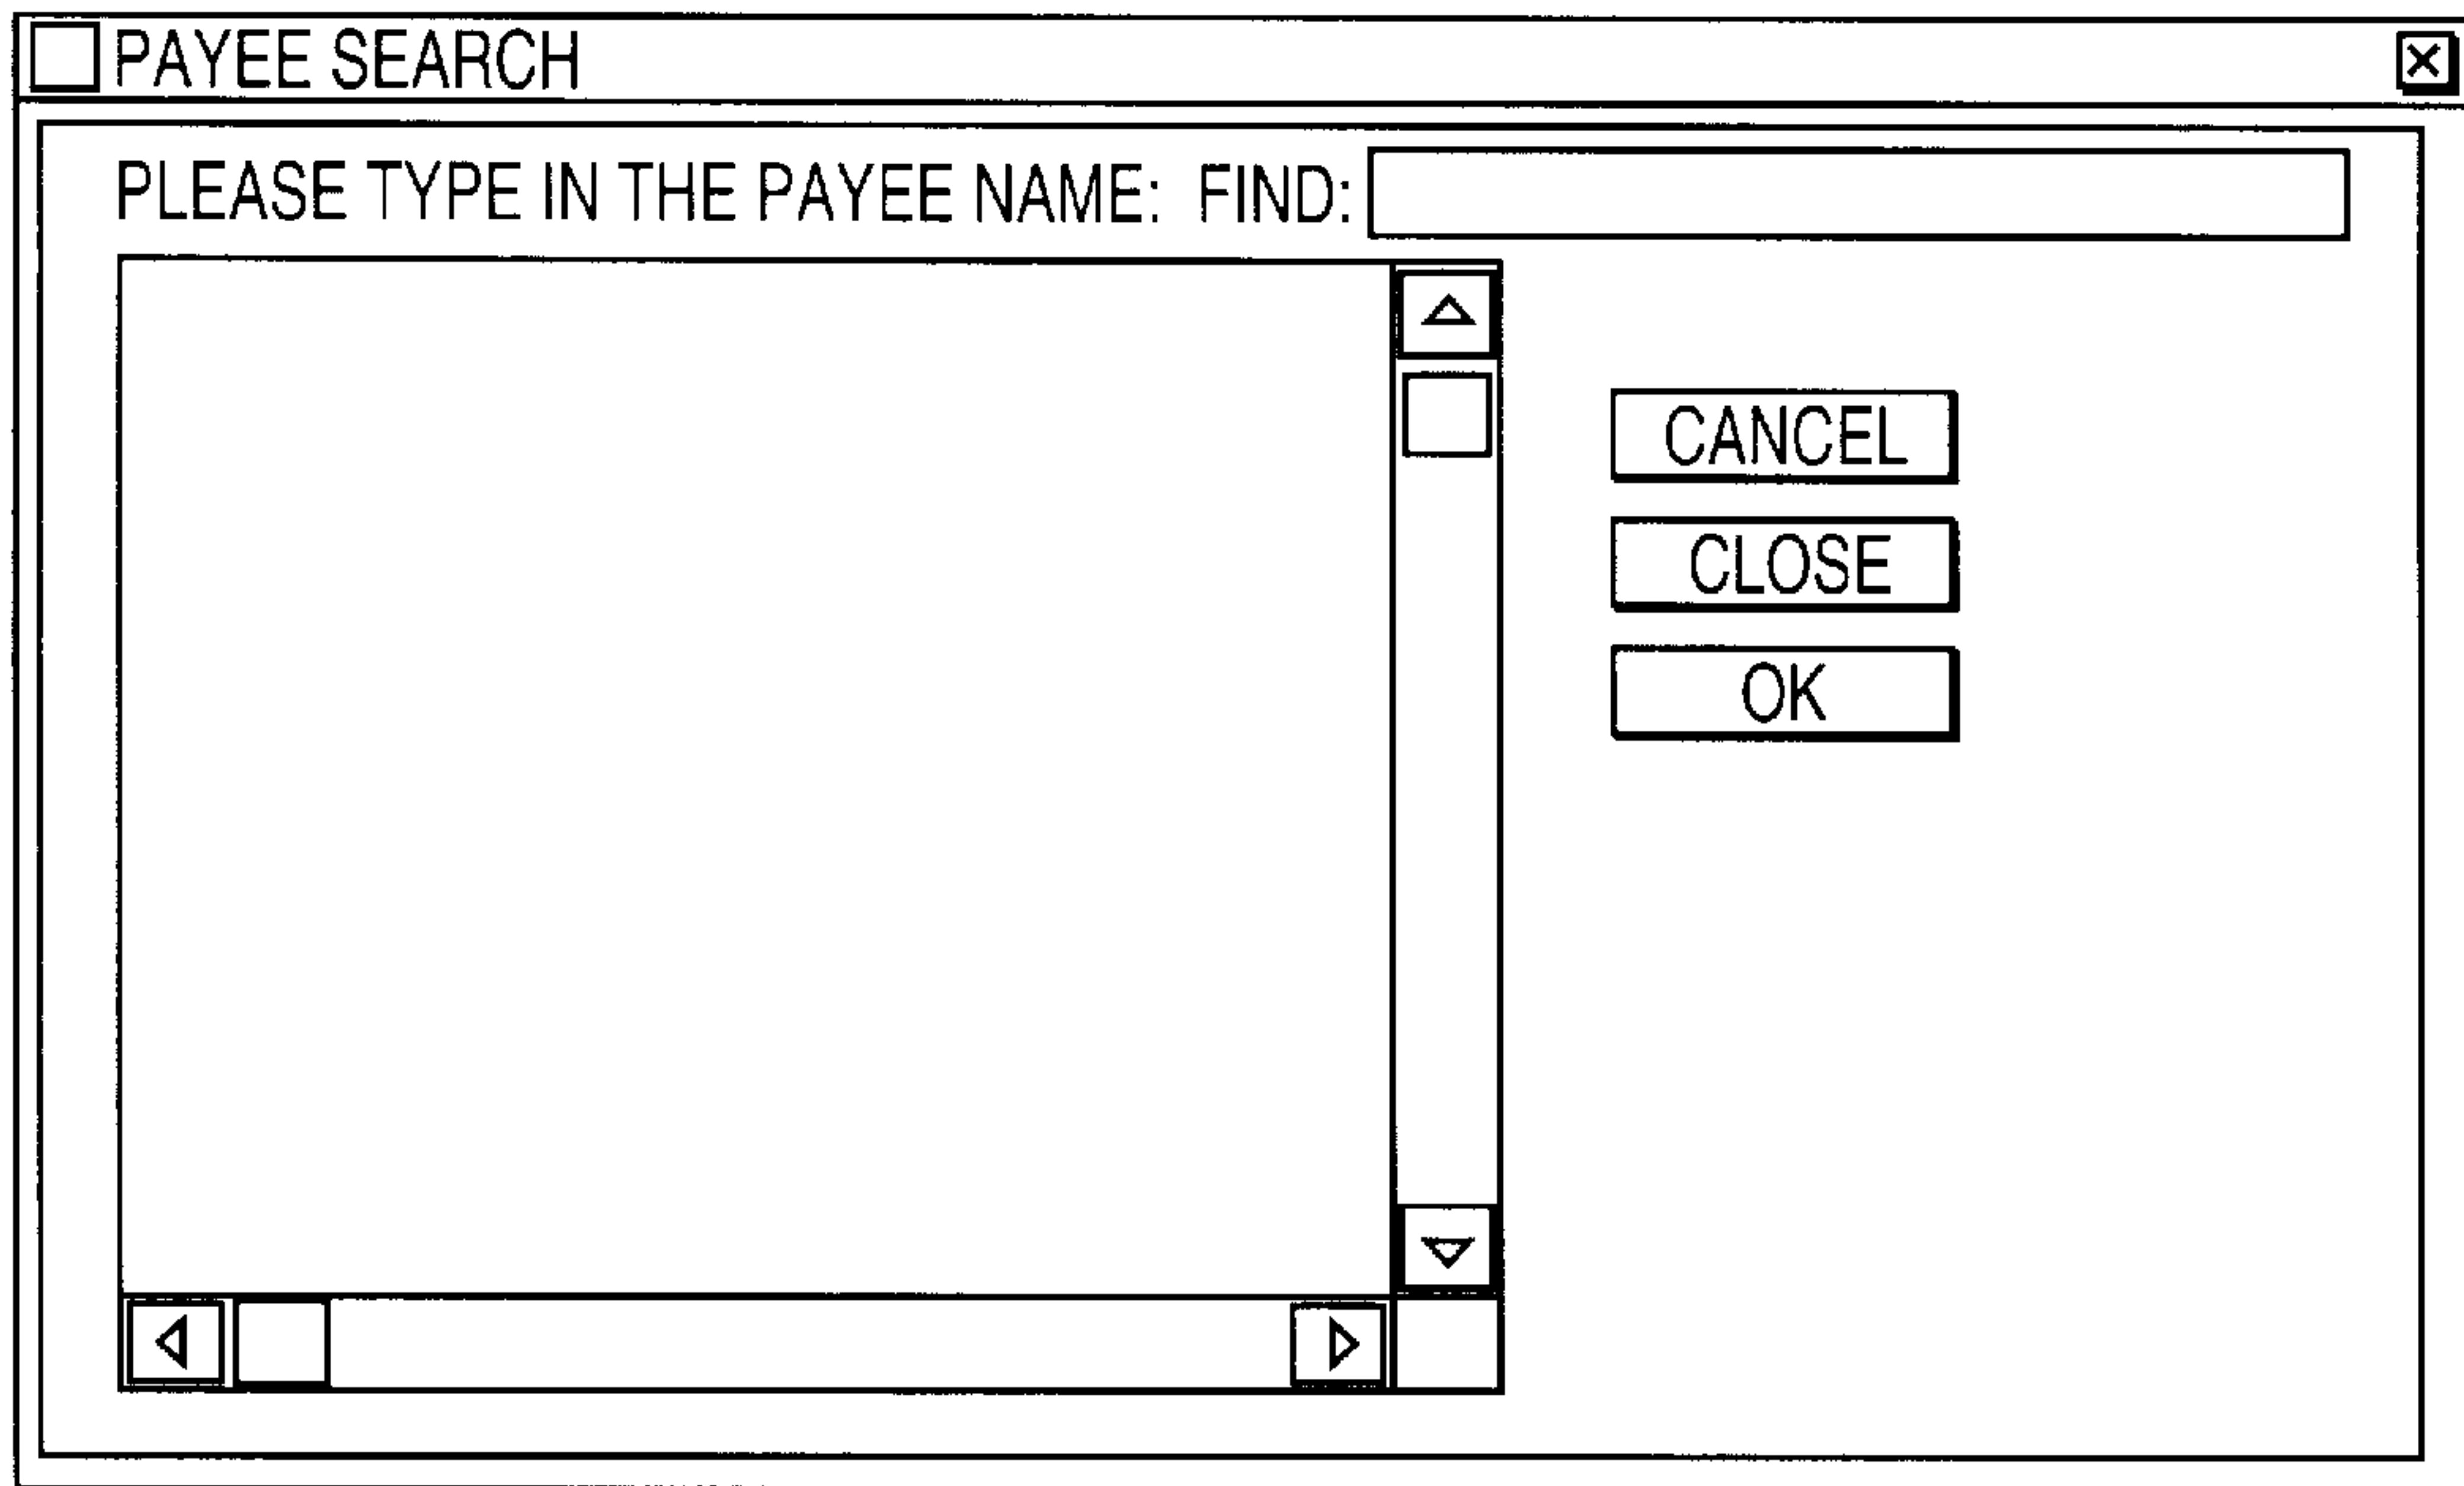 PAYEE SEARCH
PLEASE TYPE IN THE PAYEE NAME: FIND:
CANCEL
CLOSE
OK